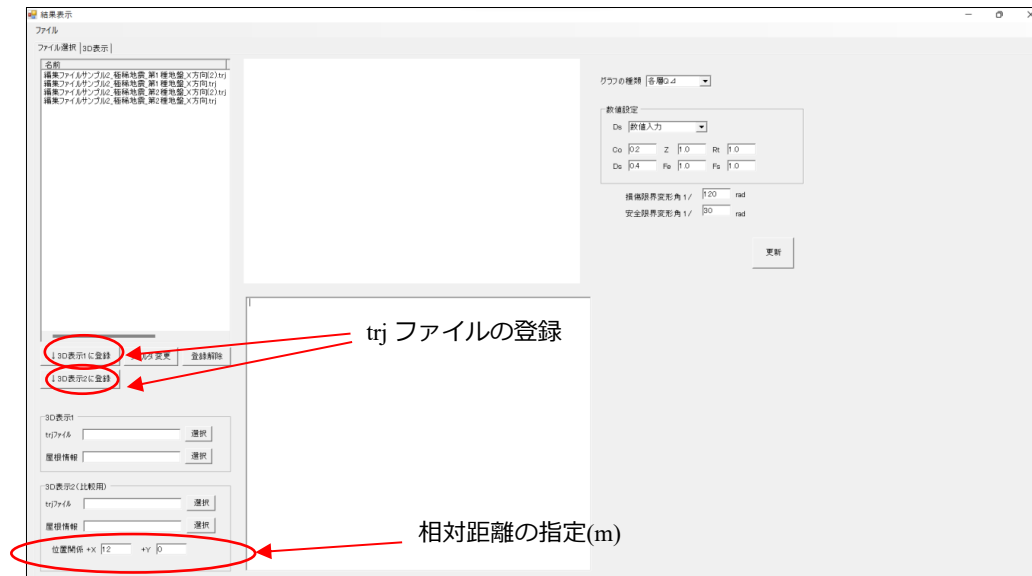 結果表示
ファイル
ファイル選択 3D表示
名前
編集ファイルサンプル2_極稀地震_第1種地盤_X方向(2).trj
編集ファイルサンプル2_極稀地震_第1種地盤_X方向.trj
編集ファイルサンプル2_極稀地震_第2種地盤_X方向(2).trj
編集ファイルサンプル2_極稀地震_第2種地盤_X方向.trj
グラフの種類 各層Q-Δ
数値設定
Ds 数値入力
Co 0.2 Z 1.0 Rt 1.0
Ds 0.4 Fe 1.0 Fs 1.0
損傷限界変形角 1/ 120 rad
安全限界変形角 1/ 30 rad
更新
trj ファイルの登録
↓3D表示1に登録 変更 登録解除
↓3D表示2に登録
3D表示1
trjファイル 選択
屋根情報 選択
3D表示2(比較用)
trjファイル 選択
屋根情報 選択
位置関係 +X 12 +Y 0
相対距離の指定(m)